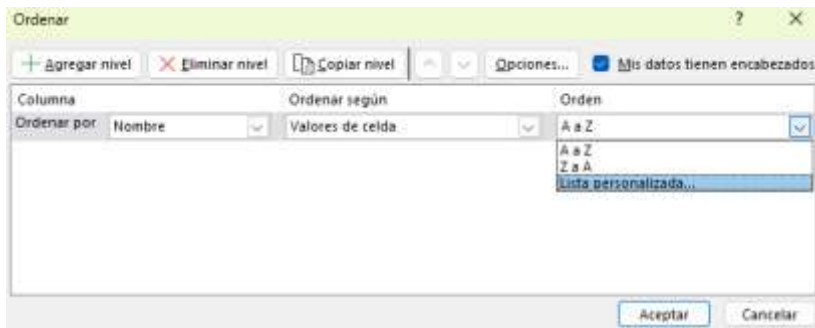 Ordenar ? ×
Agregar nivel Eliminar nivel Copiar nivel Opciones... Mis datos tienen encabezados
Columna Ordenar según Orden
Ordenar por Nombre Valores de celda A a Z
A a Z
Z a A
Lista personalizada...
Aceptar Cancelar